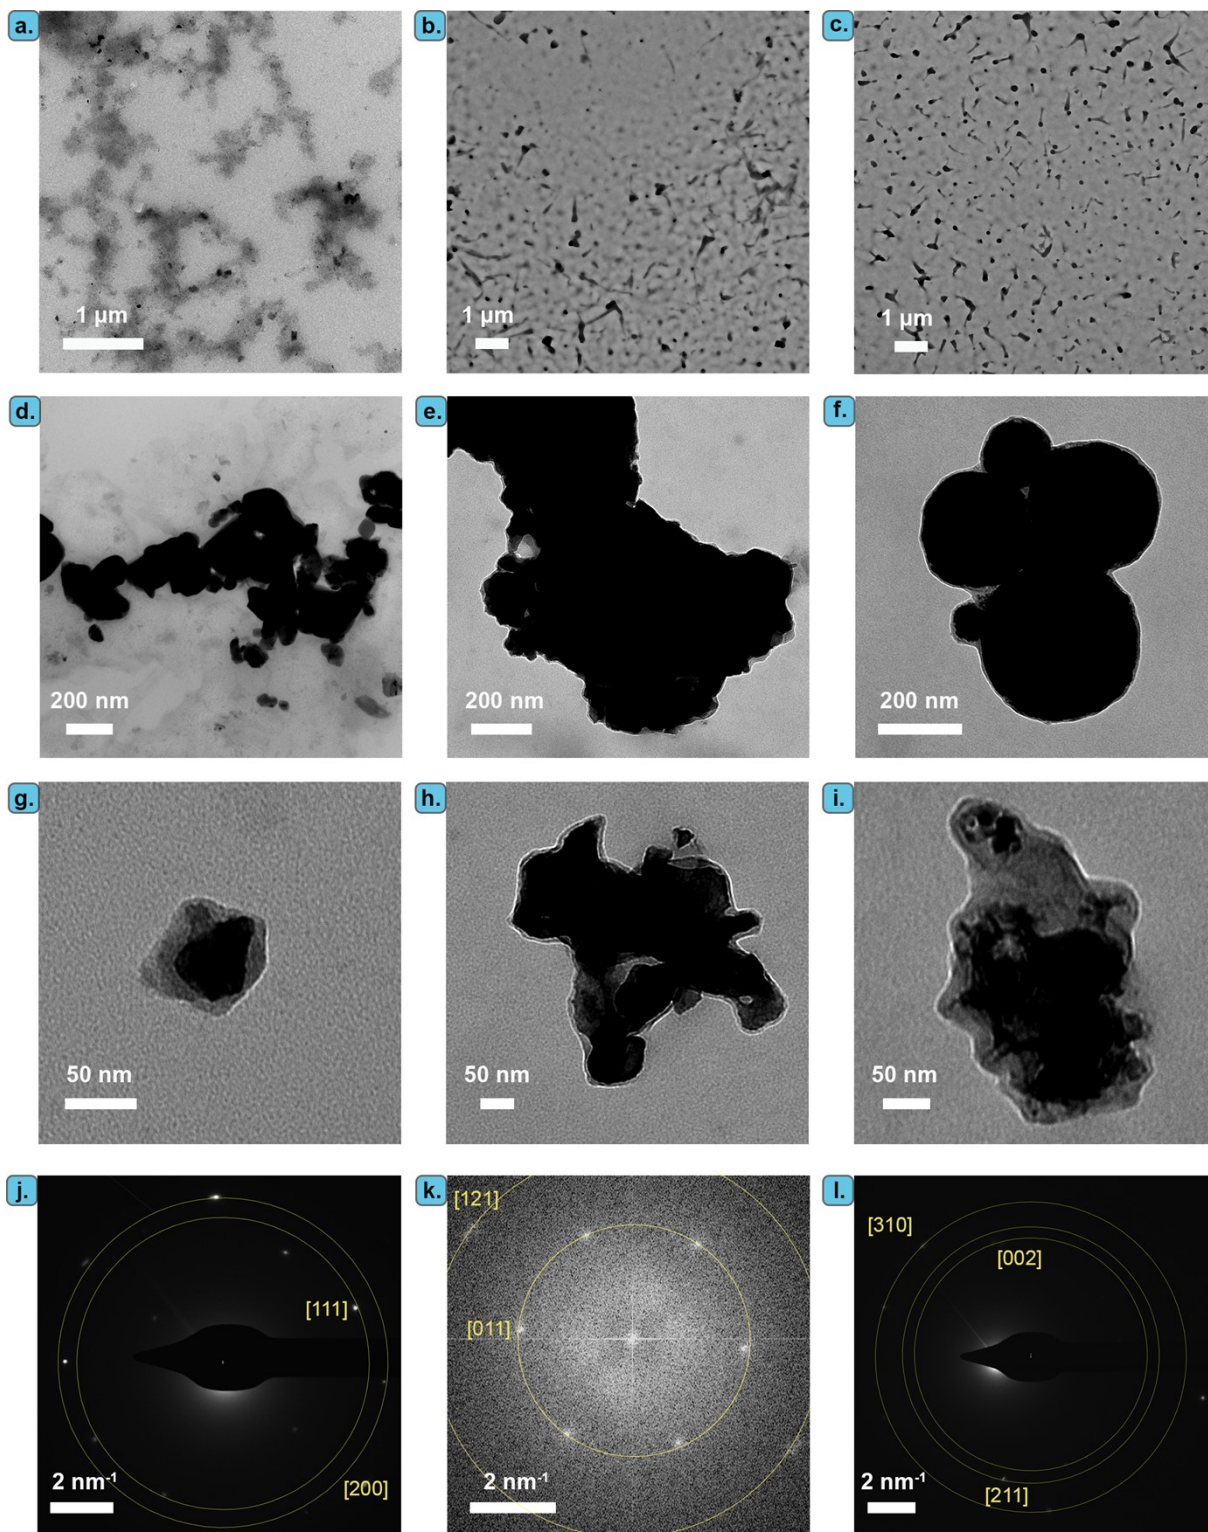 a.
b.
c.
1 µm
1 µm
1 µm
d.
e.
f.
200 nm
200 nm
200 nm
g.
h.
i.
50 nm
50 nm
50 nm
j.
k.
l.
[121]
[310]
[002]
[111]
[011]
2 nm⁻¹
[200]
2 nm⁻¹
2 nm⁻¹
[211]